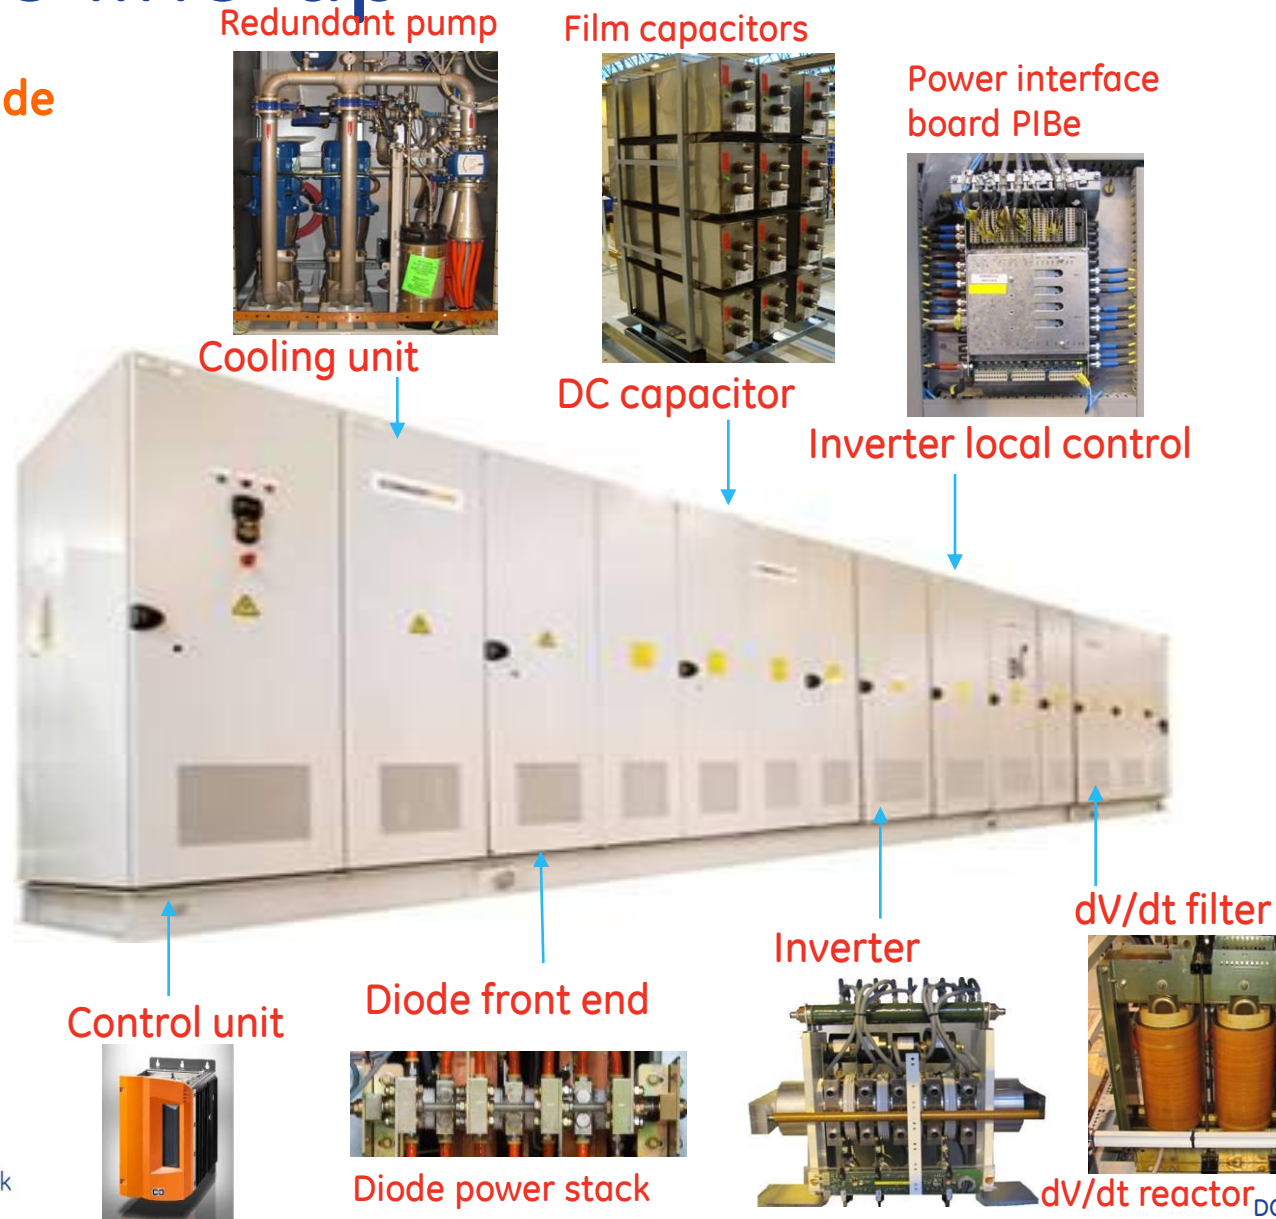 Redundant pump
Film capacitors
de
Power interface
board PIBe
Cooling unit
DC capacitor
Inverter local control
dV/dt filter
Inverter
Diode front end
Control unit
Diode power stack
dV/dt reactor